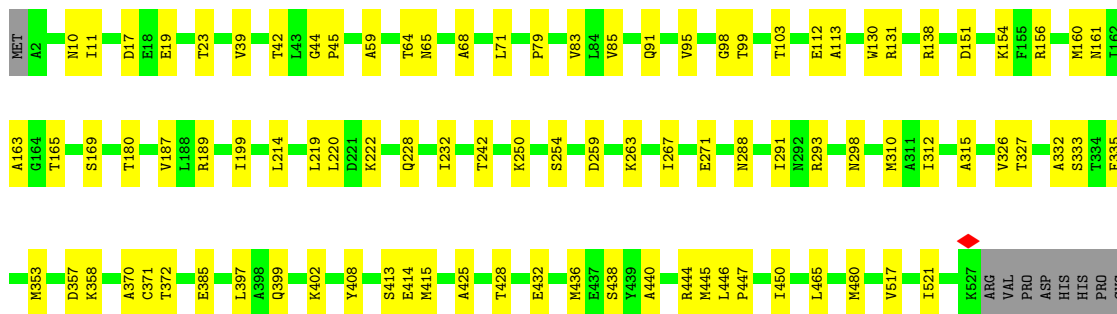 MET A2 N10 I11 D17 E18 E19 T23 V39 T42 L43 G44 P45 A59 T64 N65 A68 L71 P79 V83 L84 V85 Q91 V95 G98 T99 T103 E112 A113 W130 R131 R138 D151 K154 F155 R156 M160 N161 I162
A163 G164 T165 S169 T180 V187 L188 R189 I199 L214 L219 L220 D221 K222 Q228 I232 T242 K250 S254 D259 K263 I267 E271 N288 I291 N292 R293 N298 M310 A311 I312 A315 V326 T327 A332 S333 T334 E335
M353 D357 K358 A370 C371 T372 E385 L397 A398 Q399 K402 Y408 S413 E414 M415 A425 T428 E432 M436 E437 S438 Y439 A440 R444 M445 L446 P447 I450 L465 M480 V517 I521 K527 ARG VAL PRO ASP HIS HIS PRO